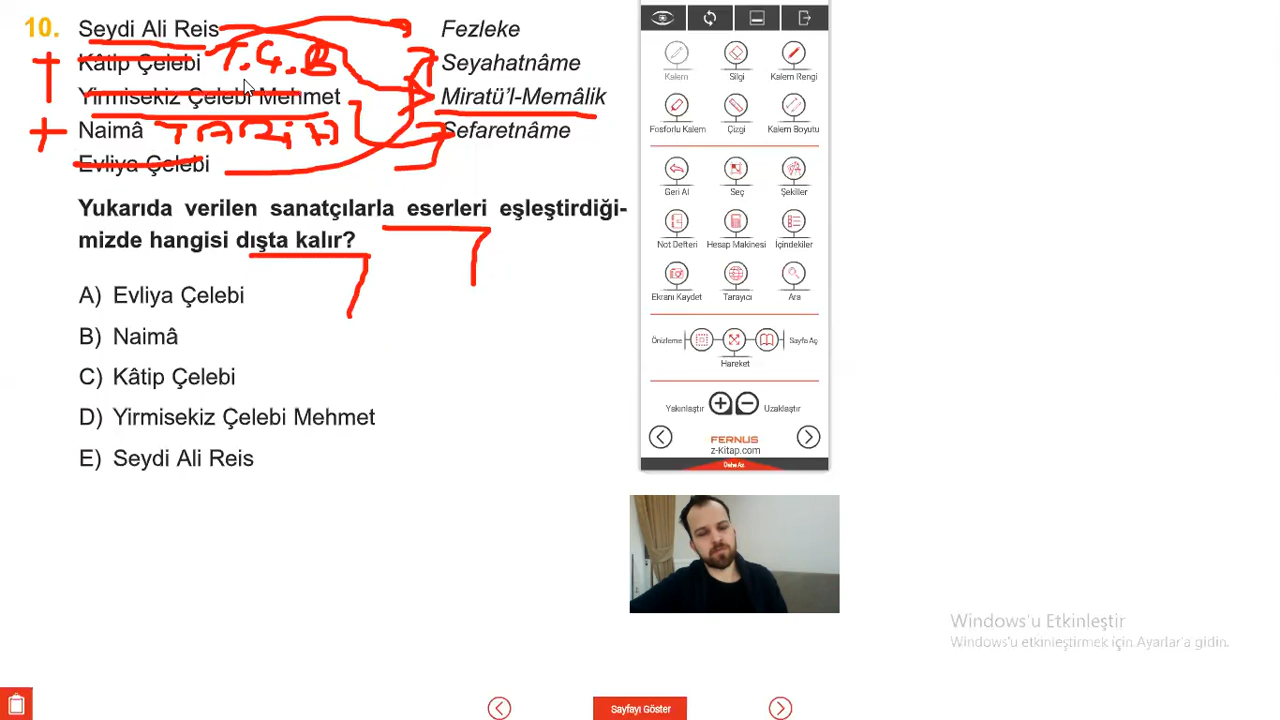 10. Seydi Ali Reis Fezleke
Kâtip Çelebi T.Ç.B Seyahatnâme
Yirmisekiz Çelebi Mehmet Miratü’l-Memâlik
Naimâ TARİH Sefaretnâme
Evliya Çelebi
Yukarıda verilen sanatçılarla eserleri eşleştirdiği-
mizde hangisi dışta kalır?
A) Evliya Çelebi
B) Naimâ
C) Kâtip Çelebi
D) Yirmisekiz Çelebi Mehmet
E) Seydi Ali Reis
Kalem Silgi Kalem Rengi
Fosforlu Kalem Çizgi Kalem Boyutu
Geri Al Seç Şekiller
Not Defteri Hesap Makinesi İçindekiler
Ekranı Kaydet Tarayıcı Ara
Önizleme Sayfa Aç
Hareket
Yakınlaştır Uzaklaştır
FERNUS
z-Kitap.com
Daha Az
Windows'u Etkinleştir
Windows'u etkinleştirmek için Ayarlar'a gidin.
Sayfayı Göster